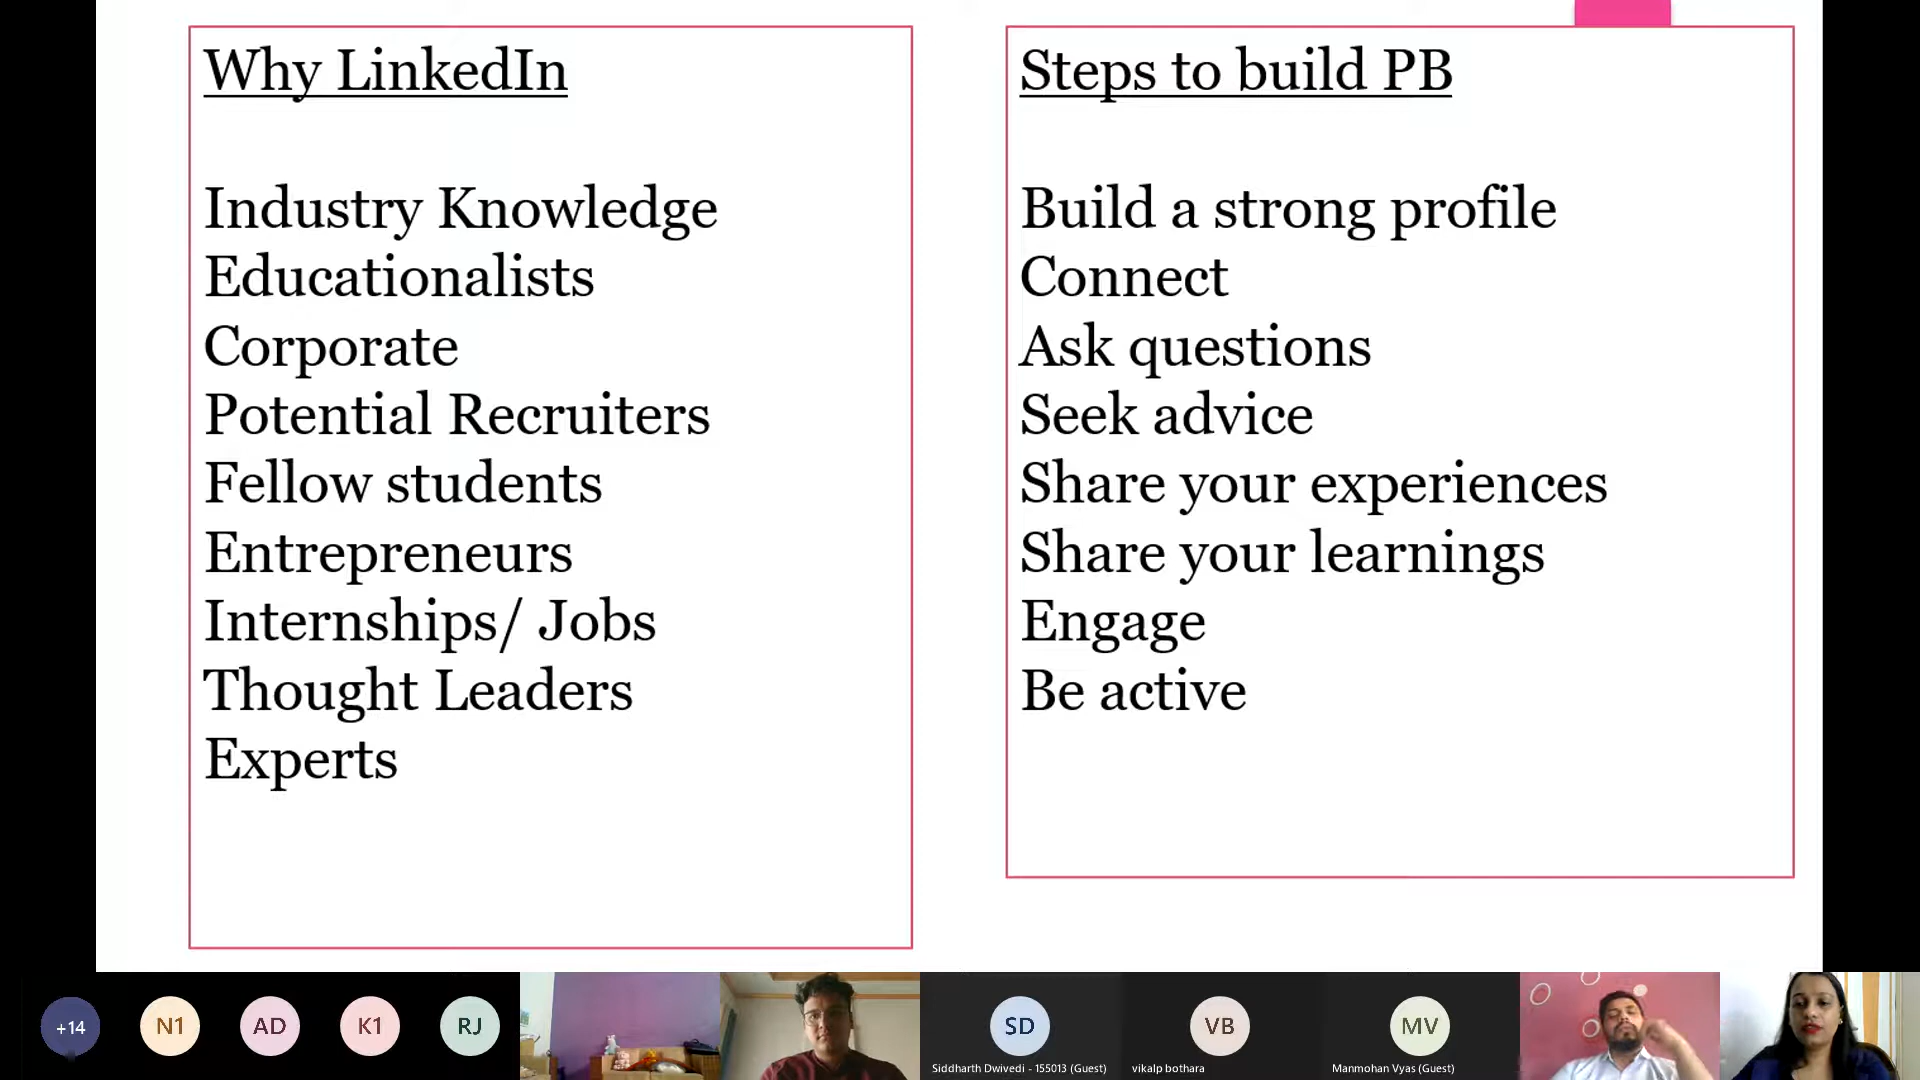 Why LinkedIn
Industry Knowledge
Educationalists
Corporate
Potential Recruiters
Fellow students
Entrepreneurs
Internships/ Jobs
Thought Leaders
Experts
Steps to build PB
Build a strong profile
Connect
Ask questions
Seek advice
Share your experiences
Share your learnings
Engage
Be active
+14
N1
AD
K1
RJ
SD
Siddharth Dwivedi - 155013 (Guest)
VB
vikalp bothara
MV
Manmohan Vyas (Guest)